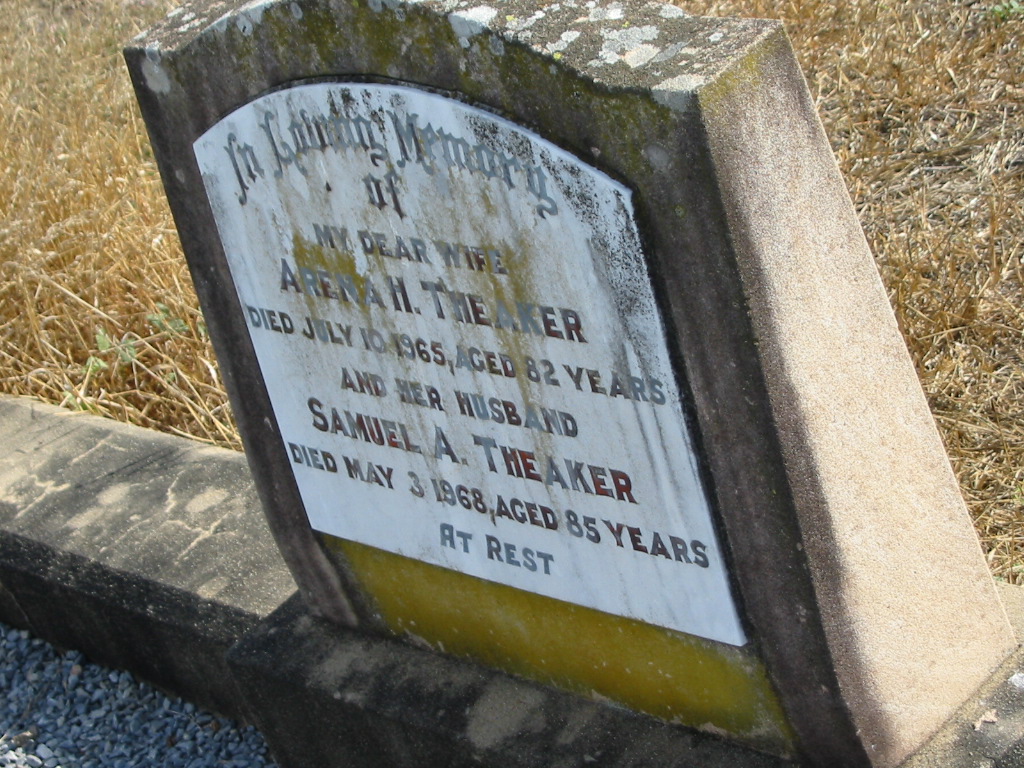 In Loving Memory
of
MY DEAR WIFE
ARENA H. THEAKER
DIED JULY 10 1965, AGED 82 YEARS
AND HER HUSBAND
SAMUEL A. THEAKER
DIED MAY 3 1968, AGED 85 YEARS
AT REST